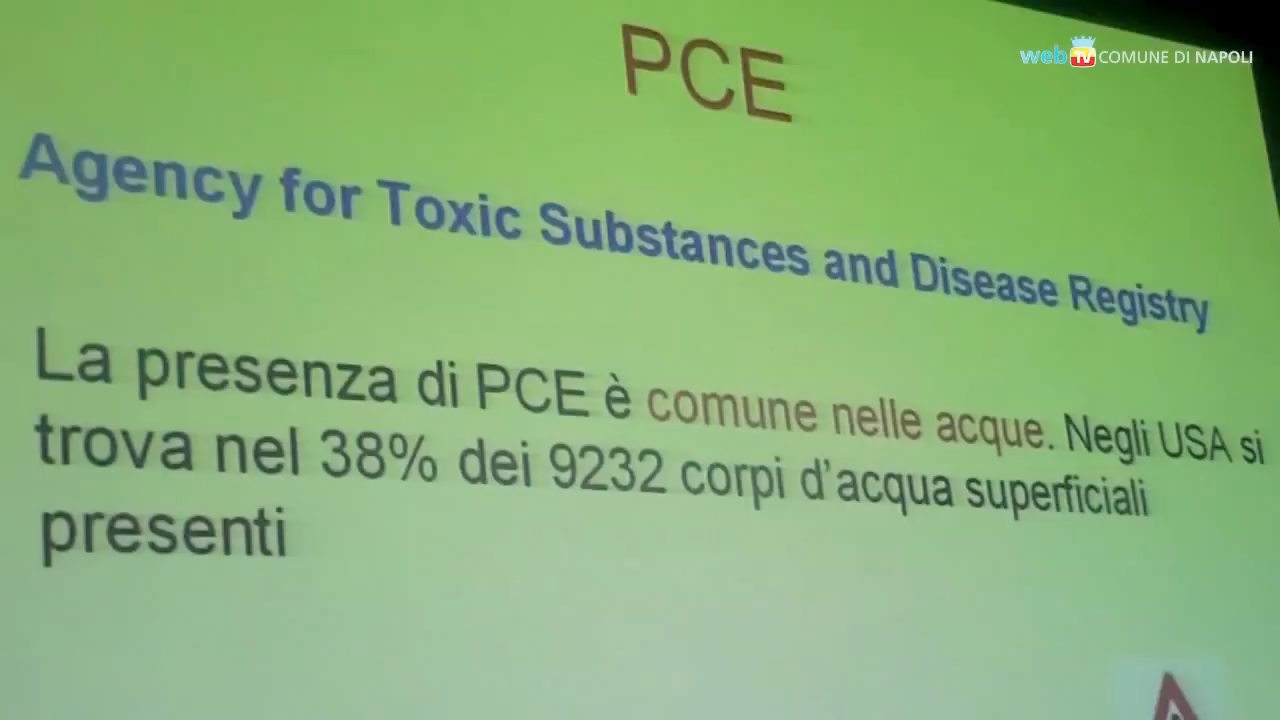 PCE
web TV COMUNE DI NAPOLI
Agency for Toxic Substances and Disease Registry
La presenza di PCE è comune nelle acque. Negli USA si
trova nel 38% dei 9232 corpi d'acqua superficiali
presenti